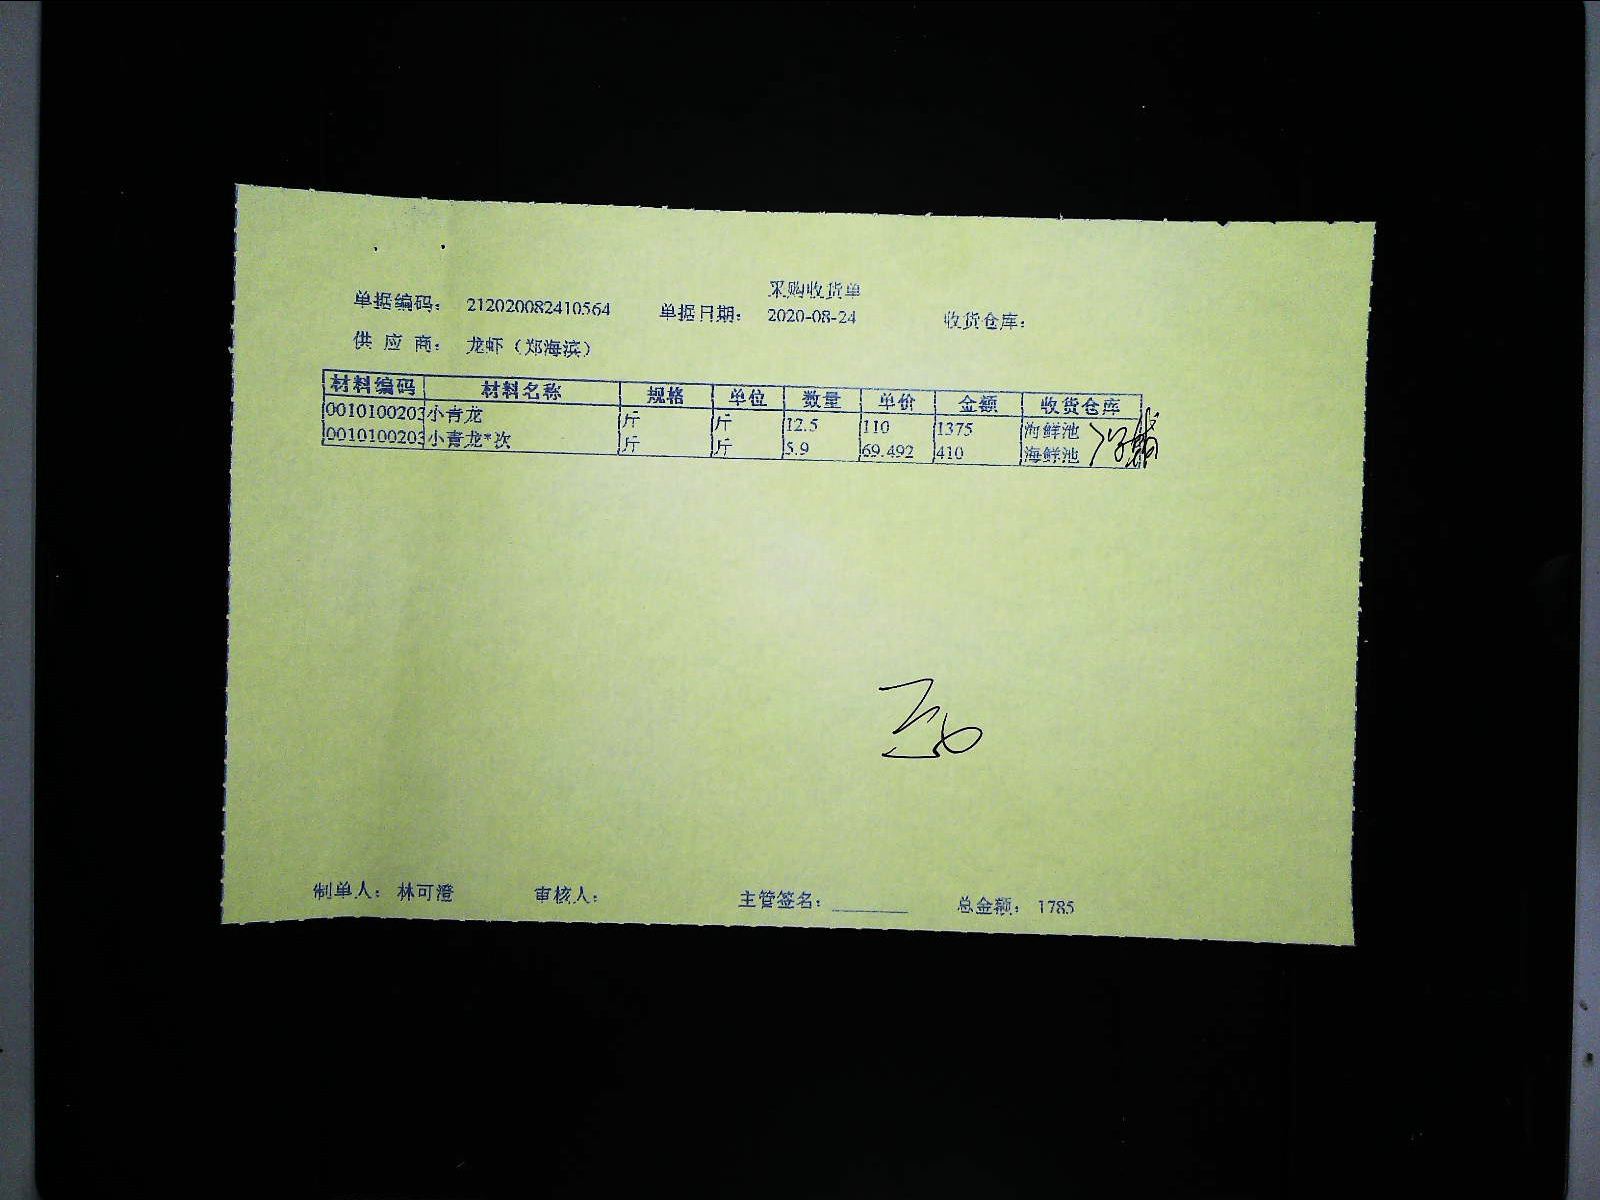 采购收货单
单据编码: 212020082410564 单据日期: 2020-08-24 收货仓库:
供 应 商: 龙虾（郑海滨）
材料编码 材料名称 规格 单位 数量 单价 金额 收货仓库
0010100203 小青龙 斤 斤 12.5 110 1375 海鲜池
0010100203 小青龙*次 斤 斤 5.9 69.492 410 海鲜池
制单人: 林可澄 审核人: 主管签名: ________ 总金额: 1785